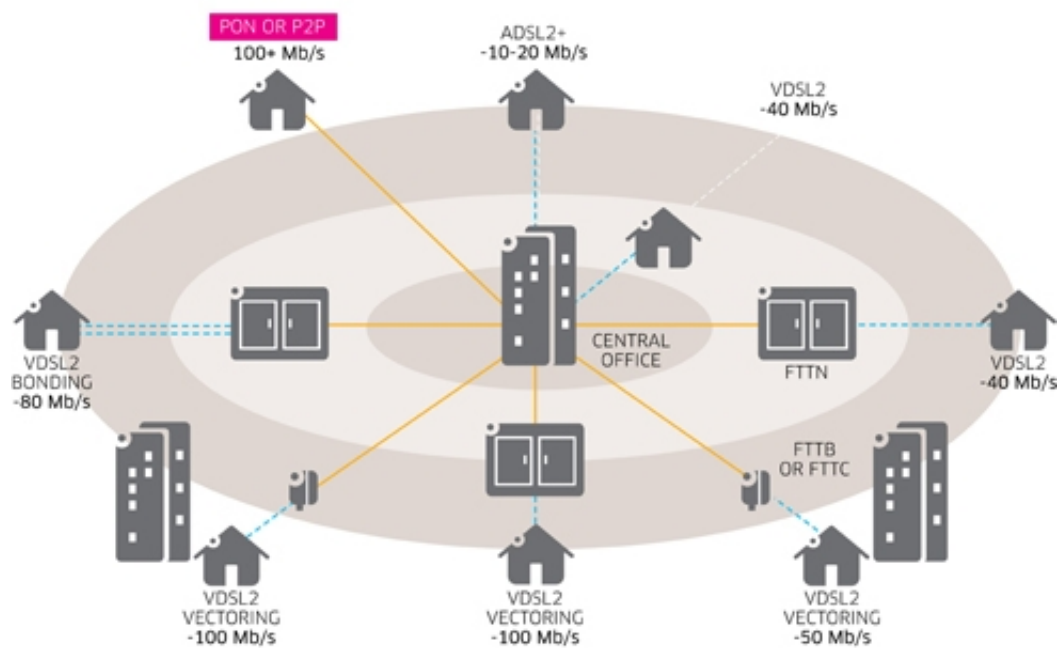 PON OR P2P
100+ Mb/s
ADSL2+
-10-20 Mb/s
VDSL2
-40 Mb/s
CENTRAL
OFFICE
FTTN
VDSL2
BONDING
-80 Mb/s
VDSL2
-40 Mb/s
FTTB
OR FTTC
VDSL2
VECTORING
-100 Mb/s
VDSL2
VECTORING
-100 Mb/s
VDSL2
VECTORING
-50 Mb/s